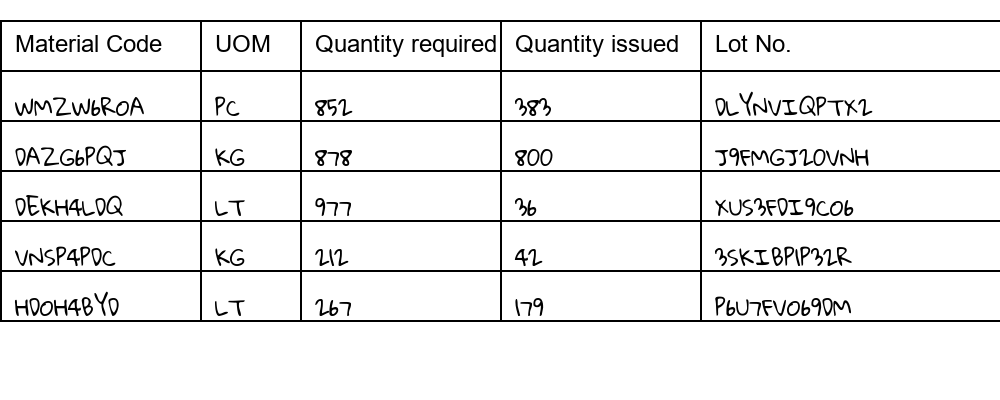 Material Code UOM Quantity required Quantity issued Lot No.
WMZW6ROA PC 852 383 DLYNVIQPTX2
DAZG6PQJ KG 878 800 J9FMGJ2OVNH
DEKH4LDQ LT 977 36 XUS3FDI9CO6
VNSP4PDC KG 212 42 3SKIBPIP32R
HDOH4BYD LT 267 179 P6U7FVO69DM